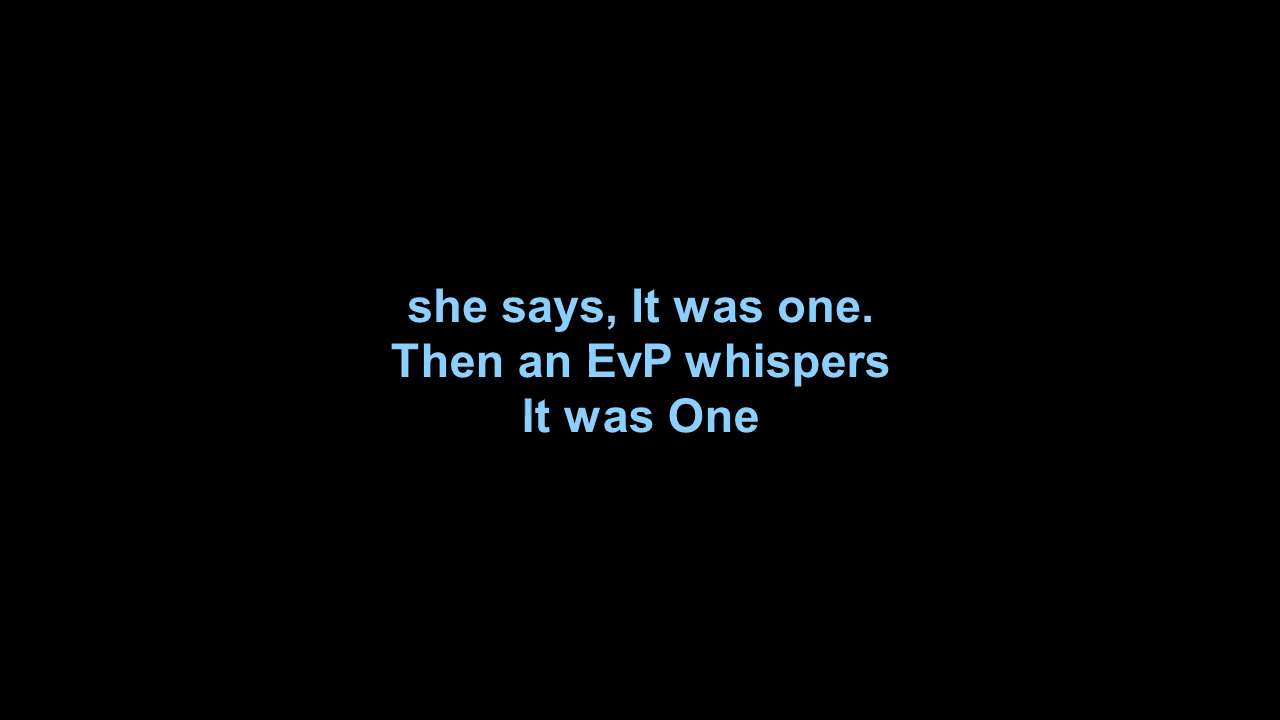 she says, It was one.
Then an EvP whispers
It was One